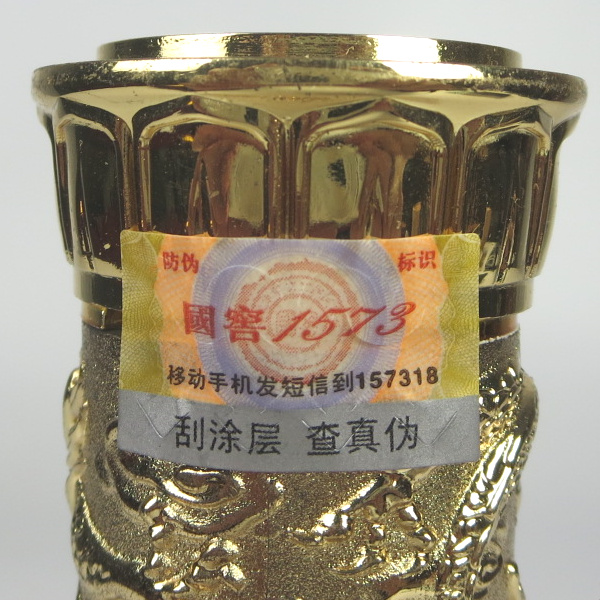 防伪 标识
國窖1573
移动手机发短信到157318
刮涂层 查真伪